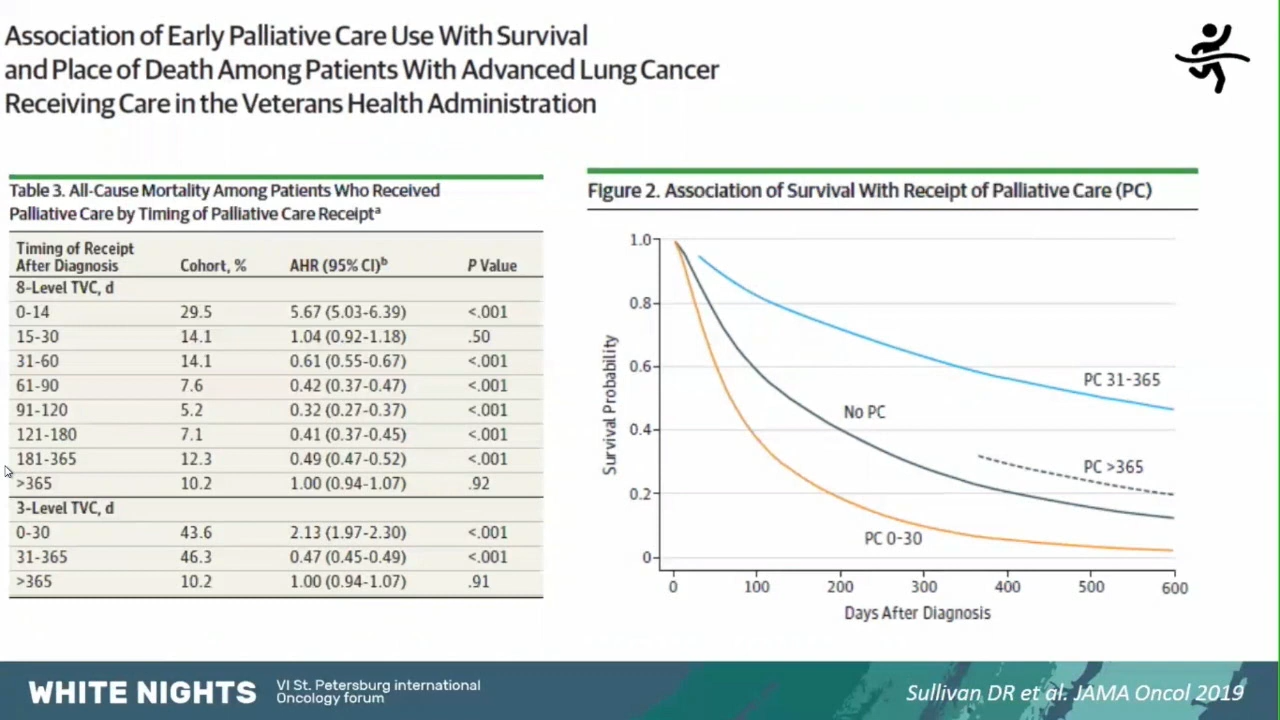 Association of Early Palliative Care Use With Survival
and Place of Death Among Patients With Advanced Lung Cancer
Receiving Care in the Veterans Health Administration
Table 3. All-Cause Mortality Among Patients Who Received
Palliative Care by Timing of Palliative Care Receiptᵃ
Timing of Receipt
After Diagnosis Cohort, % AHR (95% CI)ᵇ P Value
8-Level TVC, d
0-14 29.5 5.67 (5.03-6.39) <.001
15-30 14.1 1.04 (0.92-1.18) .50
31-60 14.1 0.61 (0.55-0.67) <.001
61-90 7.6 0.42 (0.37-0.47) <.001
91-120 5.2 0.32 (0.27-0.37) <.001
121-180 7.1 0.41 (0.37-0.45) <.001
181-365 12.3 0.49 (0.47-0.52) <.001
>365 10.2 1.00 (0.94-1.07) .92
3-Level TVC, d
0-30 43.6 2.13 (1.97-2.30) <.001
31-365 46.3 0.47 (0.45-0.49) <.001
>365 10.2 1.00 (0.94-1.07) .91
Figure 2. Association of Survival With Receipt of Palliative Care (PC)
Survival Probability
1.0
0.8
0.6
0.4
0.2
0
PC 31-365
No PC
PC >365
PC 0-30
0 100 200 300 400 500 600
Days After Diagnosis
WHITE NIGHTS
VI St. Petersburg international
Oncology forum
Sullivan DR et al. JAMA Oncol 2019